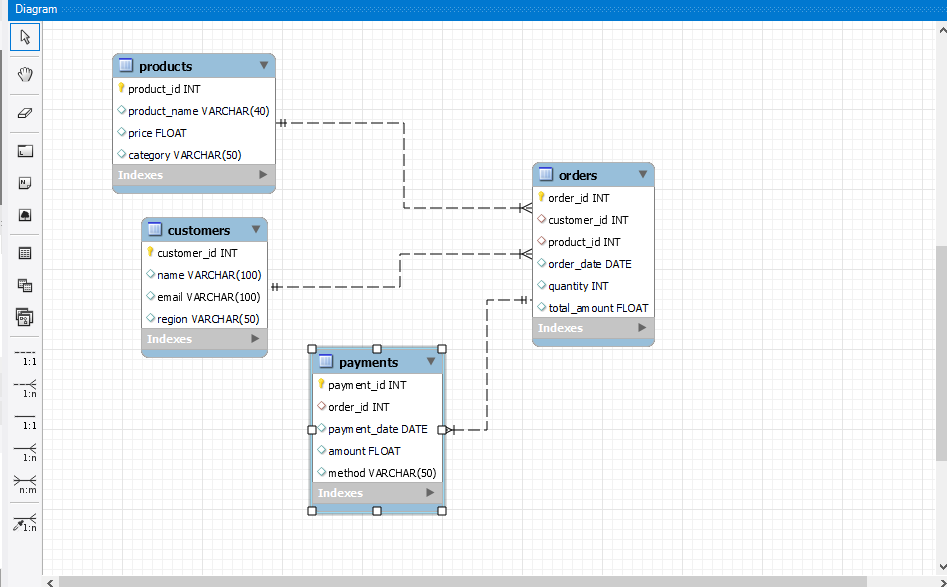 Diagram
products
product_id INT
product_name VARCHAR(40)
price FLOAT
category VARCHAR(50)
Indexes
customers
customer_id INT
name VARCHAR(100)
email VARCHAR(100)
region VARCHAR(50)
Indexes
orders
order_id INT
customer_id INT
product_id INT
order_date DATE
quantity INT
total_amount FLOAT
Indexes
payments
payment_id INT
order_id INT
payment_date DATE
amount FLOAT
method VARCHAR(50)
Indexes
1:1
1:n
1:1
1:n
n:m
1:n